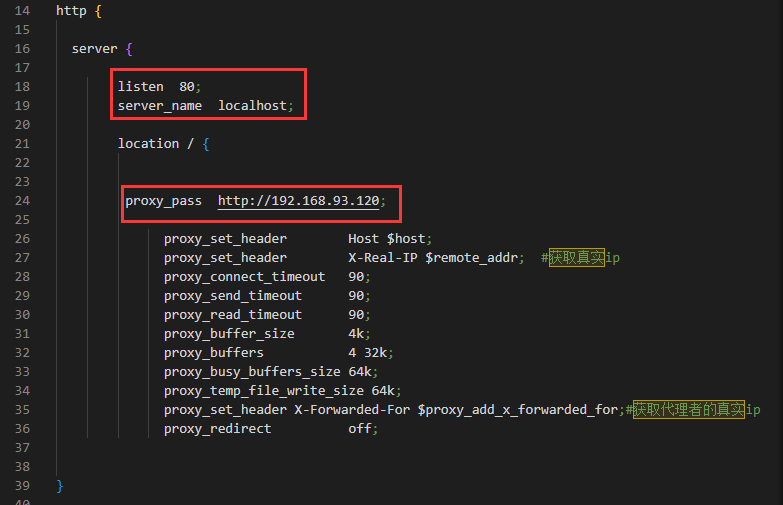 14 http {
15
16 server {
17
18 listen 80;
19 server_name localhost;
20
21 location / {
22
23
24 proxy_pass http://192.168.93.120;
25
26 proxy_set_header Host $host;
27 proxy_set_header X-Real-IP $remote_addr; #获取真实ip
28 proxy_connect_timeout 90;
29 proxy_send_timeout 90;
30 proxy_read_timeout 90;
31 proxy_buffer_size 4k;
32 proxy_buffers 4 32k;
33 proxy_busy_buffers_size 64k;
34 proxy_temp_file_write_size 64k;
35 proxy_set_header X-Forwarded-For $proxy_add_x_forwarded_for;#获取代理者的真实ip
36 proxy_redirect off;
37
38
39 }
40